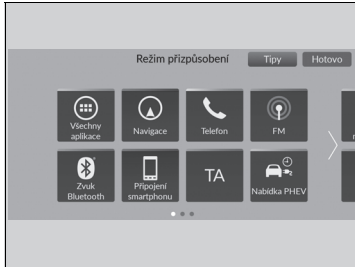 Režim přizpůsobení
Tipy
Hotovo
Všechny
aplikace
Navigace
Telefon
FM
Zvuk
Bluetooth
Připojení
smartphonu
TA
Nabídka PHEV